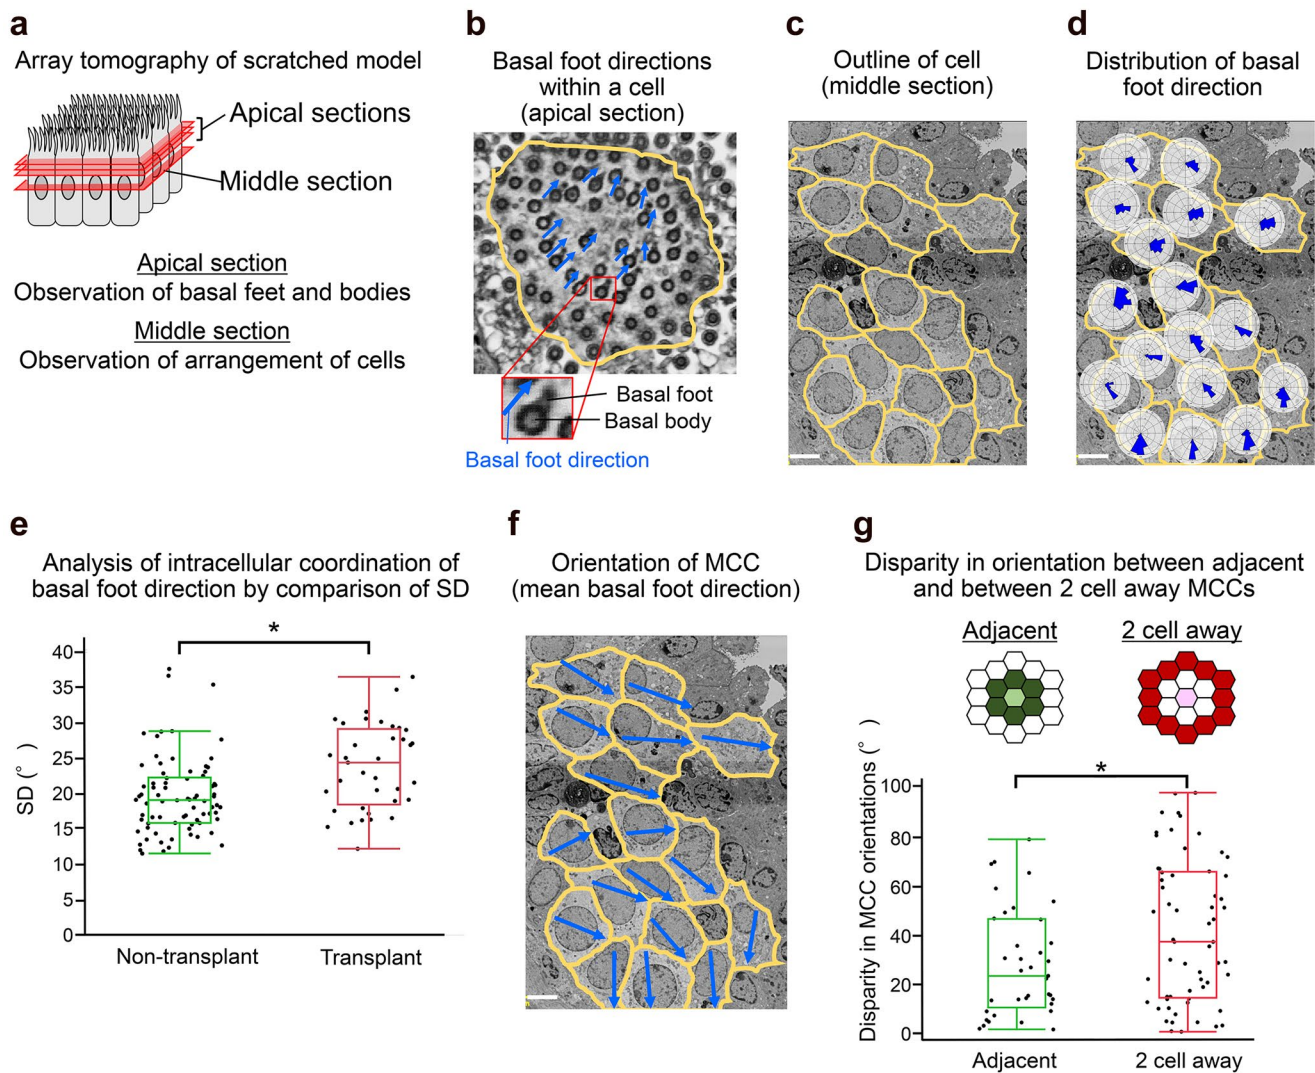 a
Array tomography of scratched model
Apical sections
Middle section
Apical section
Observation of basal feet and bodies
Middle section
Observation of arrangement of cells
b
Basal foot directions
within a cell
(apical section)
Basal foot
Basal body
Basal foot direction
c
Outline of cell
(middle section)
d
Distribution of basal
foot direction
e
Analysis of intracellular coordination of
basal foot direction by comparison of SD
*
SD (°)
40
35
30
25
20
15
10
5
0
Non-transplant
Transplant
f
Orientation of MCC
(mean basal foot direction)
g
Disparity in orientation between adjacent
and between 2 cell away MCCs
Adjacent
2 cell away
*
Disparity in MCC orientations (°)
100
80
60
40
20
0
Adjacent
2 cell away